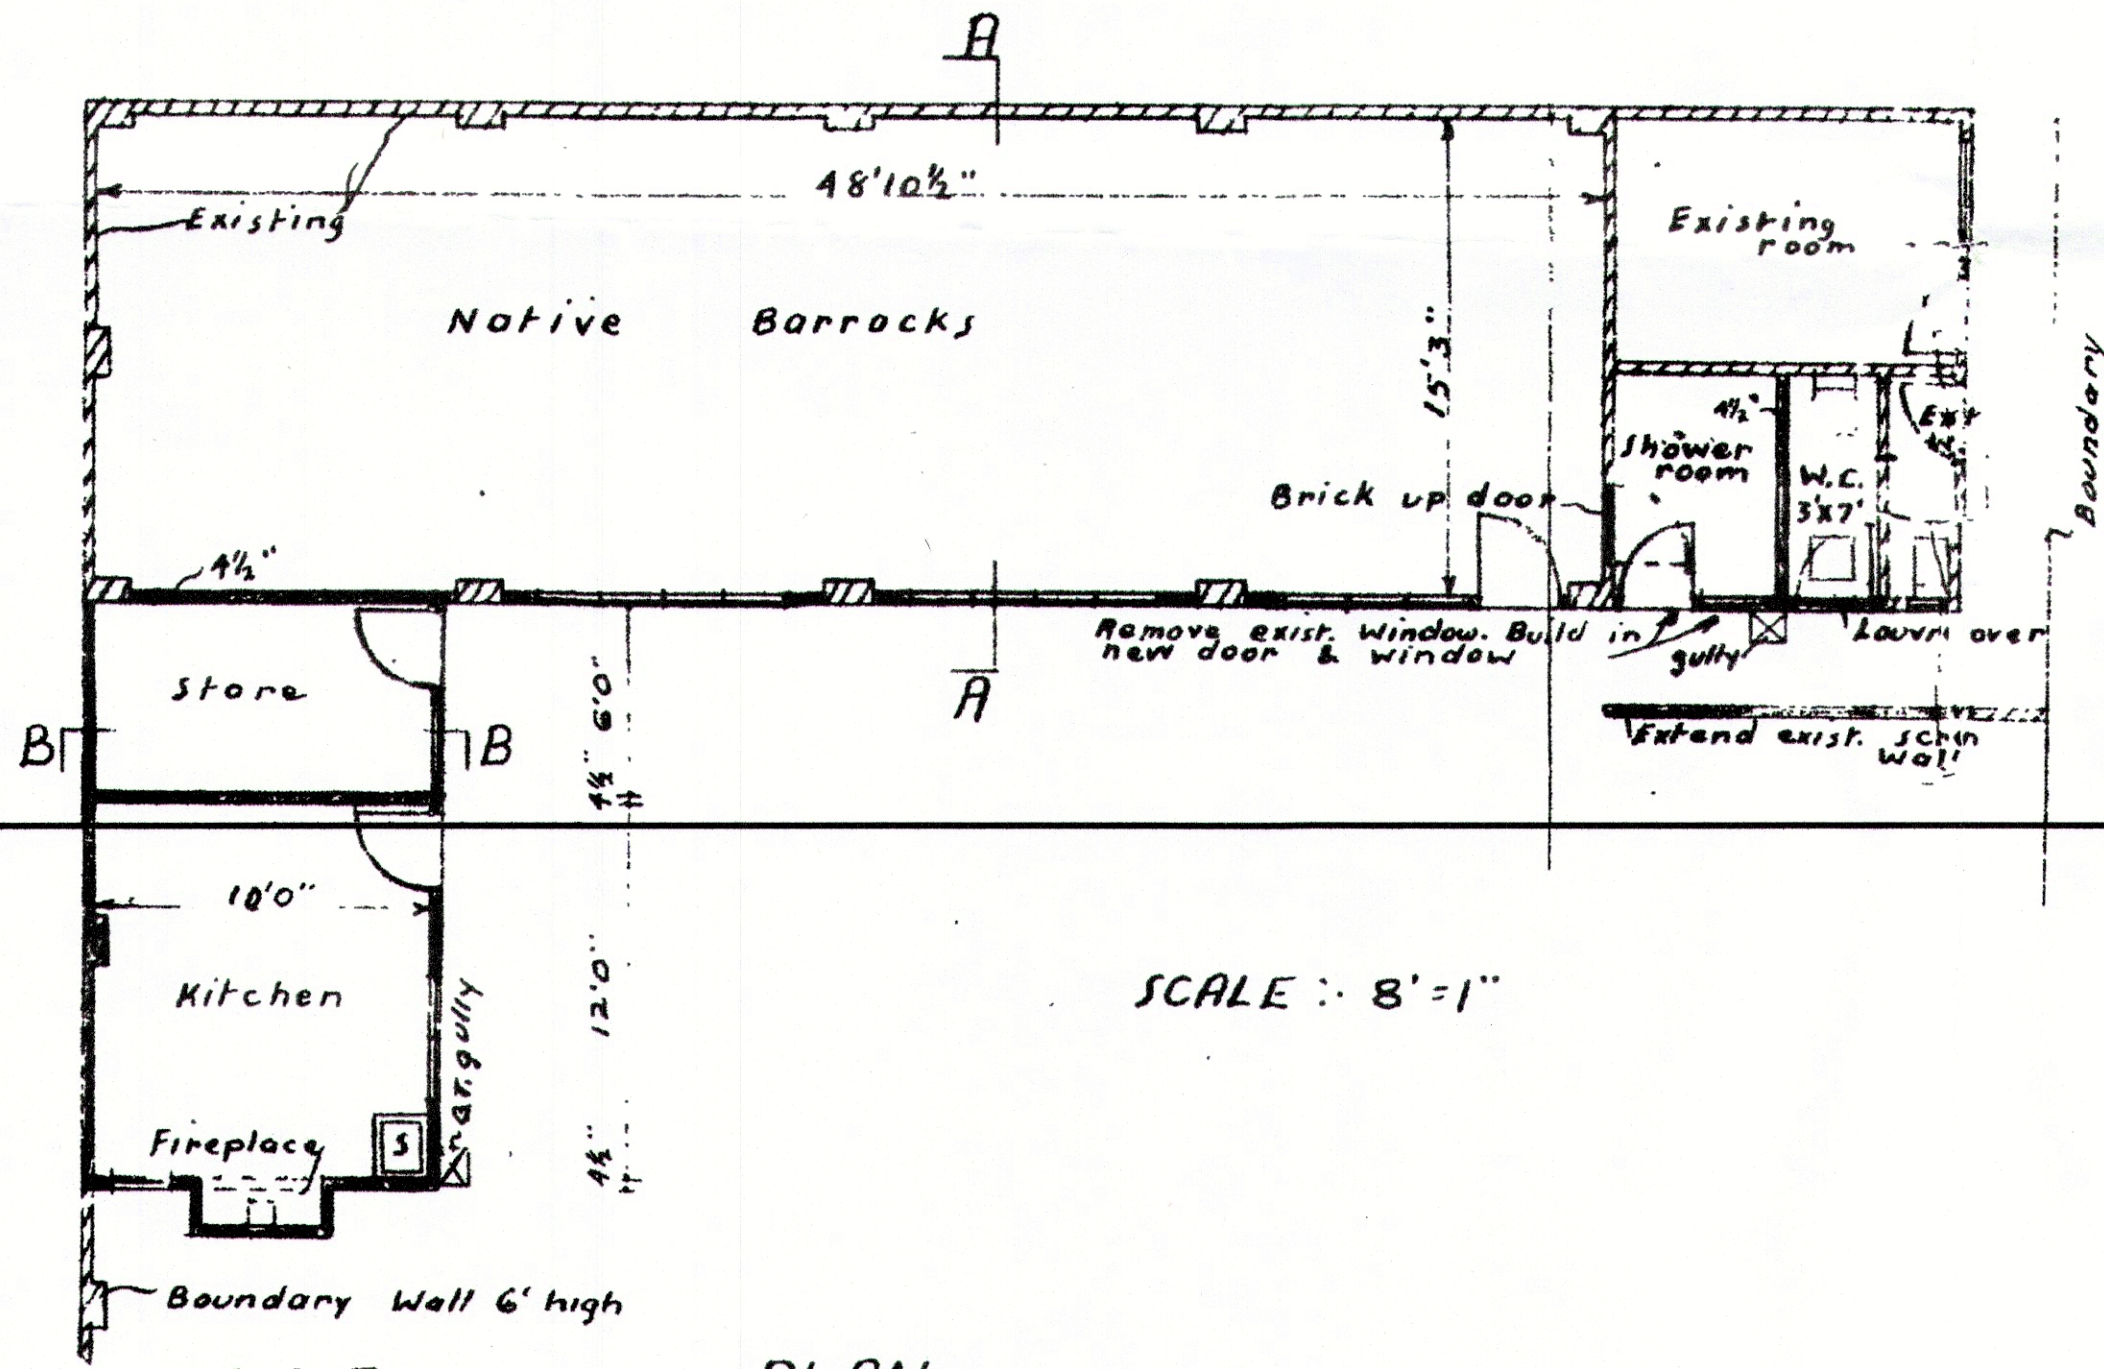 A
48'10½"
Existing
Existing
room
Native Barracks
15'3"
Boundary
4½"
Shower
room
W.C.
3'X7'
Brick up door
4½"
Remove exist. window. Build in
new door & window
gully
Louvre over
Store
6'0"
A
B
B
Extend exist. scrn
wall
4½"
10'0"
12'0"
Kitchen
SCALE :- 8'=1"
gully
Fireplace
S
4½"
Boundary Wall 6' high
PLAN